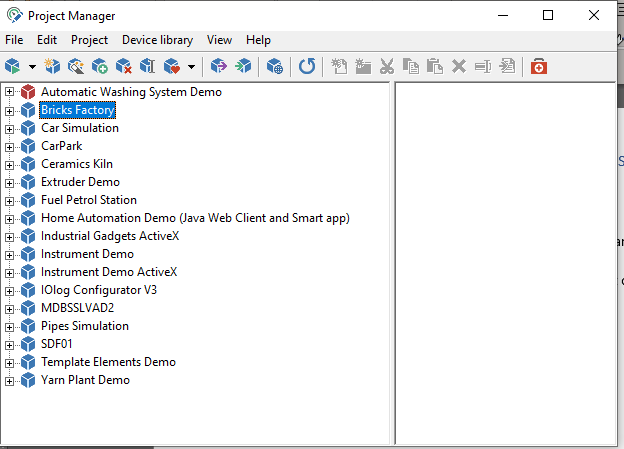 Project Manager
File Edit Project Device library View Help
Automatic Washing System Demo
Bricks Factory
Car Simulation
CarPark
Ceramics Kiln
Extruder Demo
Fuel Petrol Station
Home Automation Demo (Java Web Client and Smart app)
Industrial Gadgets ActiveX
Instrument Demo
Instrument Demo ActiveX
IOlog Configurator V3
MDBSSLVAD2
Pipes Simulation
SDF01
Template Elements Demo
Yarn Plant Demo